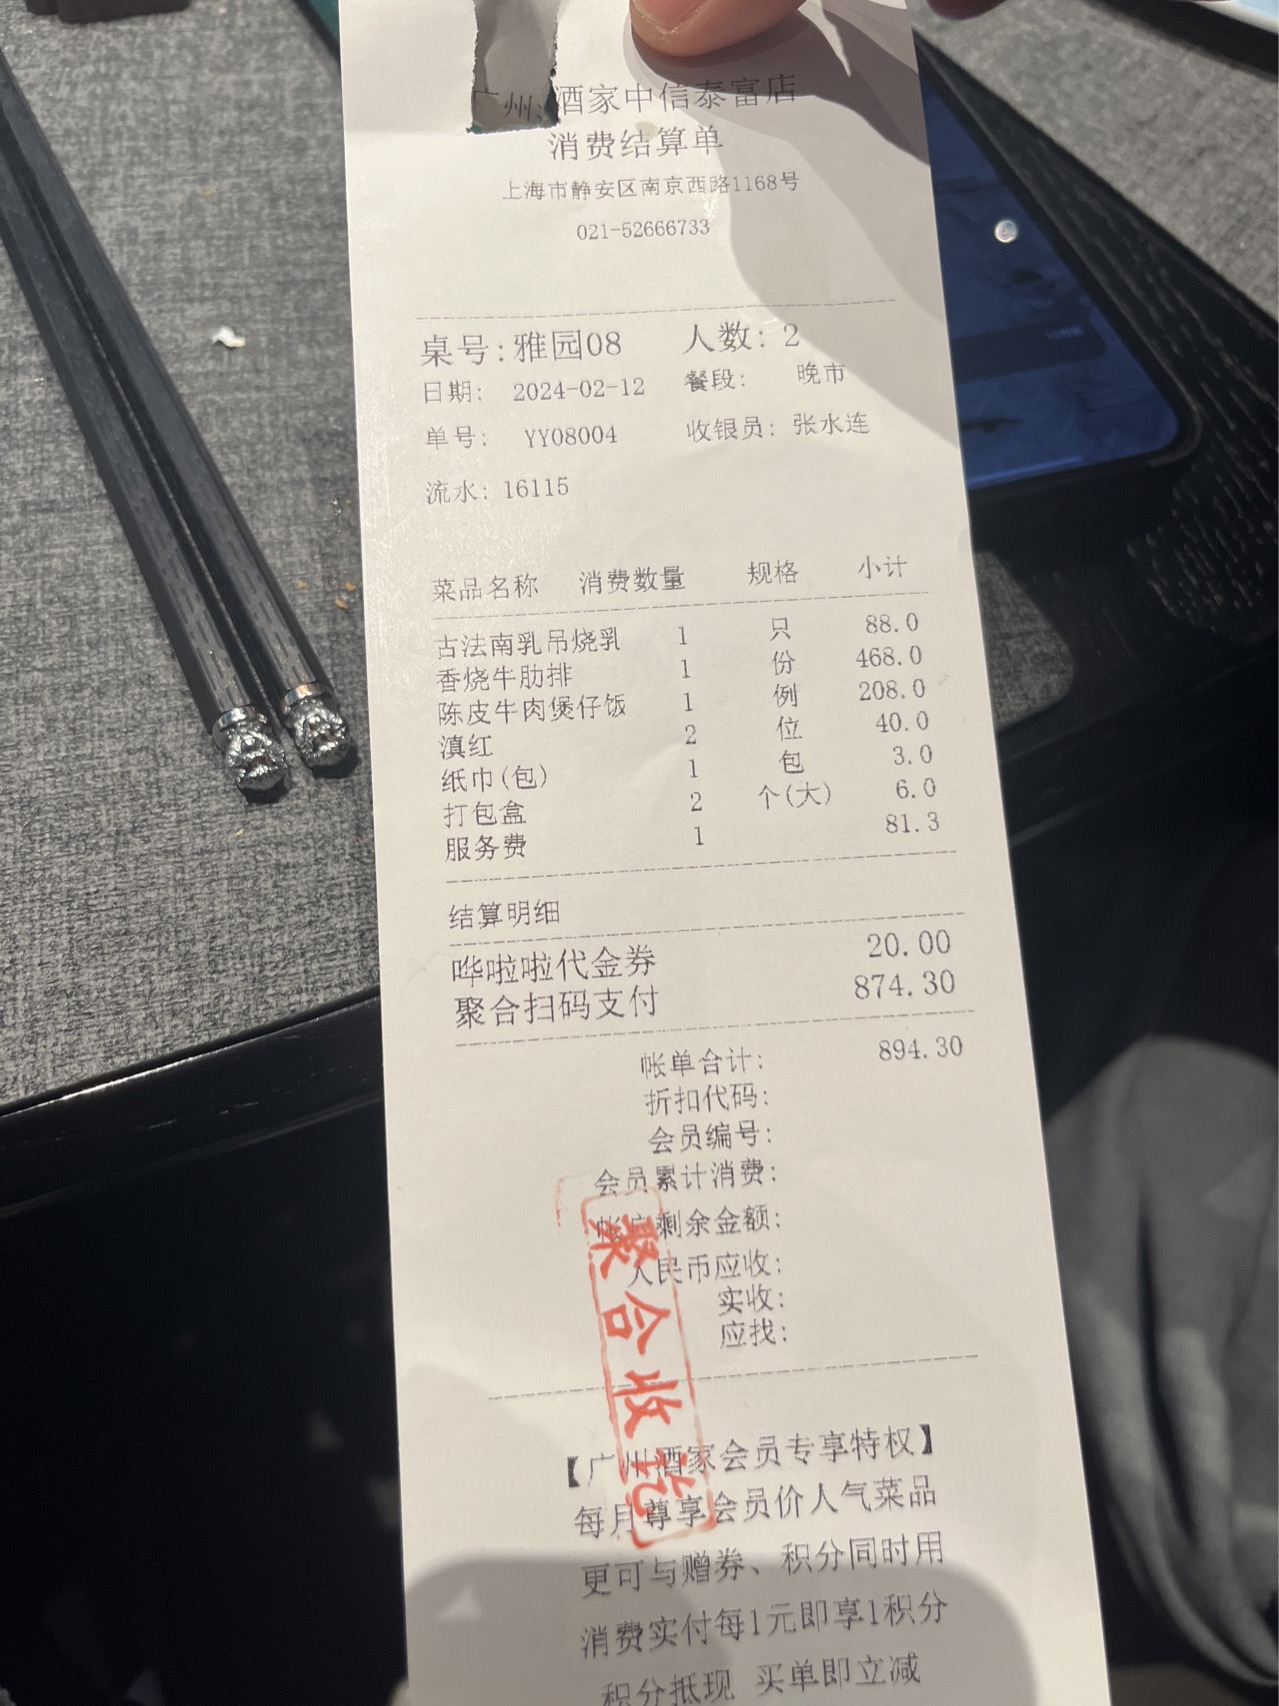 广州酒家中信泰富店
消费结算单
上海市静安区南京西路1168号
021-52666733
桌号:雅园08 人数: 2
日期: 2024-02-12 餐段: 晚市
单号: YY08004 收银员: 张水连
流水: 16115
菜品名称 消费数量 规格 小计
古法南乳吊烧乳 1 只 88.0
香烧牛肋排 1 份 468.0
陈皮牛肉煲仔饭 1 例 208.0
滇红 2 位 40.0
纸巾(包) 1 包 3.0
打包盒 2 个(大) 6.0
服务费 1 81.3
结算明细
哗啦啦代金券 20.00
聚合扫码支付 874.30
帐单合计: 894.30
折扣代码:
会员编号:
会员累计消费:
帐户剩余金额:
人民币应收:
实收:
应找:
聚合收讫
【广州酒家会员专享特权】
每月尊享会员价人气菜品
更可与赠券、积分同时用
消费实付每1元即享1积分
积分抵现 买单即立减